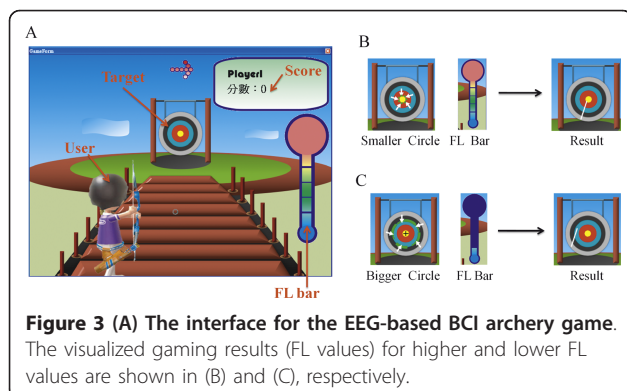 A
GameForm
Player1
分數：0
Score
Target
User
FL bar
B
Smaller Circle FL Bar
Result
C
Bigger Circle
FL Bar
Result
Figure 3 (A) The interface for the EEG-based BCI archery game.
The visualized gaming results (FL values) for higher and lower FL
values are shown in (B) and (C), respectively.